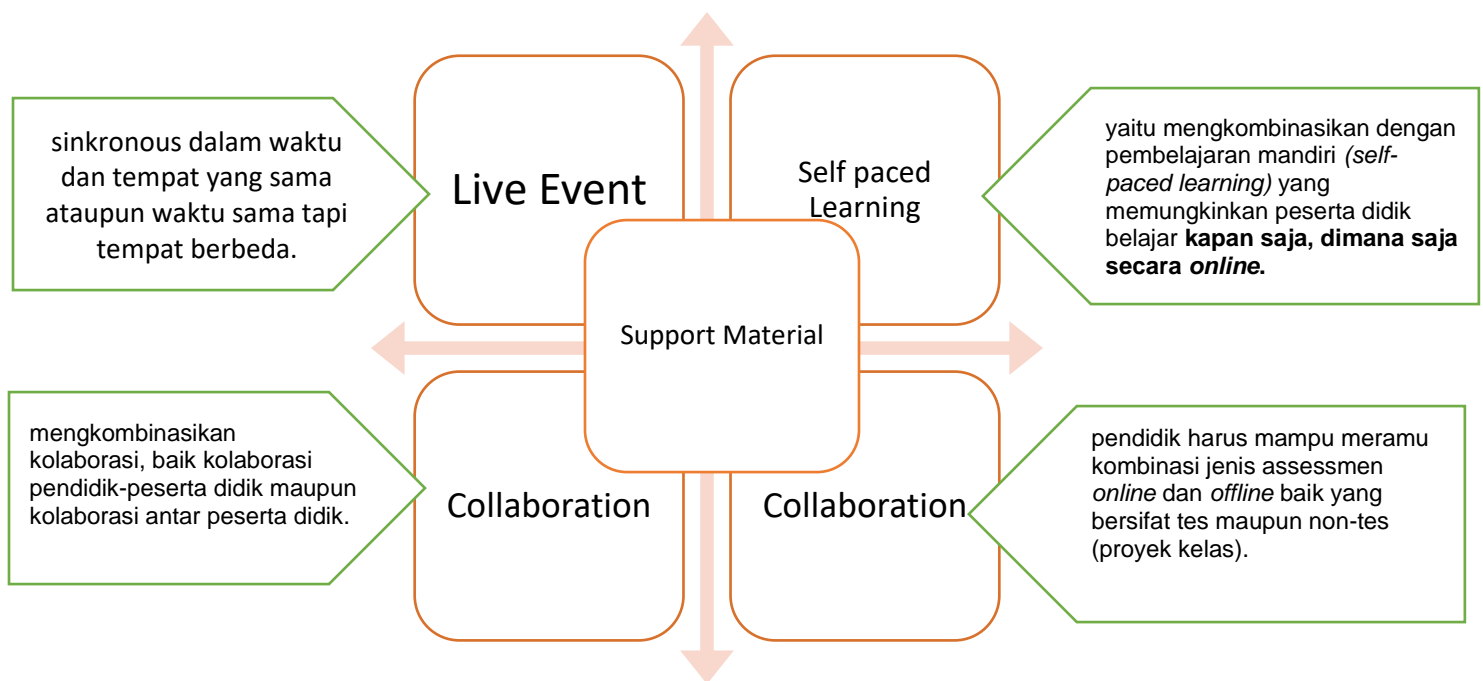 sinkronous dalam waktu
dan tempat yang sama
ataupun waktu sama tapi
tempat berbeda.
Live Event
Self paced
Learning
yaitu mengkombinasikan dengan
pembelajaran mandiri (self-
paced learning) yang
memungkinkan peserta didik
belajar kapan saja, dimana saja
secara online.
Support Material
mengkombinasikan
kolaborasi, baik kolaborasi
pendidik-peserta didik maupun
kolaborasi antar peserta didik.
Collaboration
Collaboration
pendidik harus mampu meramu
kombinasi jenis assessmen
online dan offline baik yang
bersifat tes maupun non-tes
(proyek kelas).